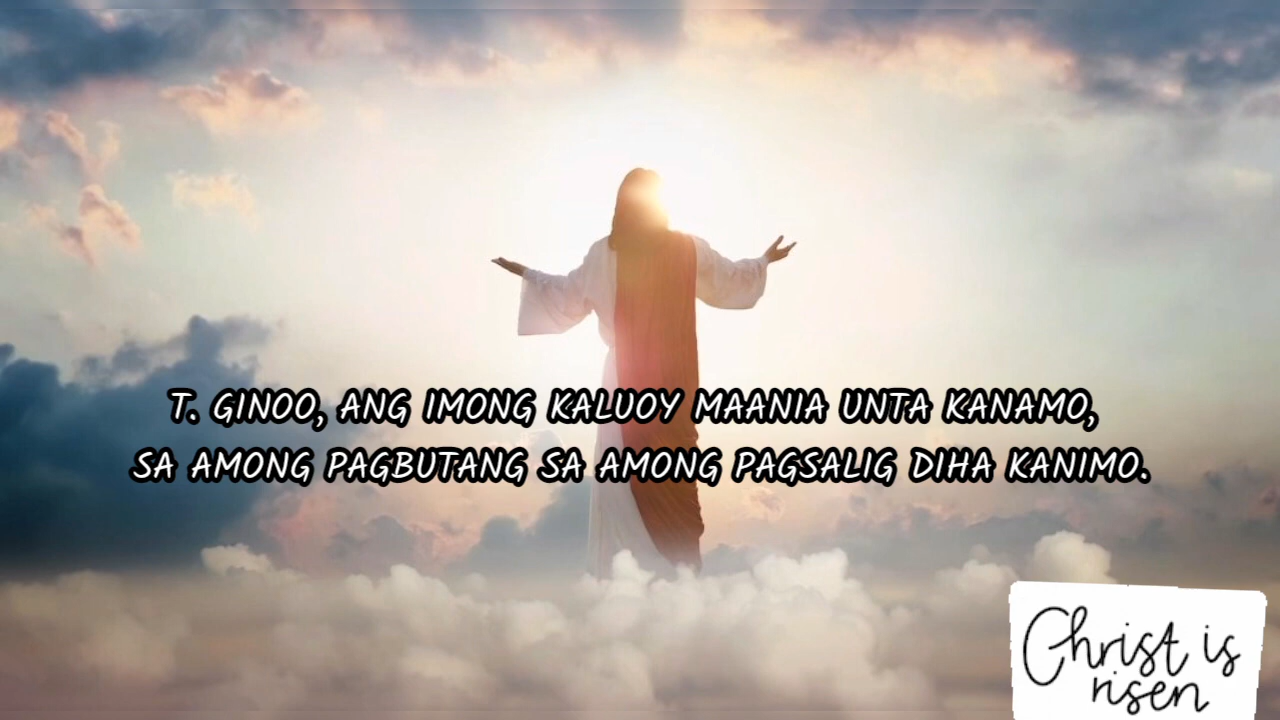 T. GINOO, ANG IMONG KALUOY MAANIA UNTA KANAMO,
SA AMONG PAGBUTANG SA AMONG PAGSALIG DIHA KANIMO.
Christ is
risen